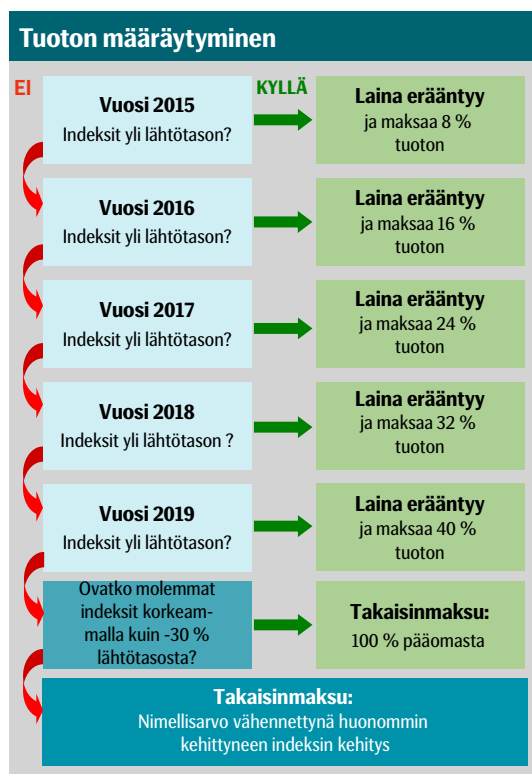 Tuoton määräytyminen
EI
KYLLÄ
Vuosi 2015
Indeksit yli lähtötason?
Laina erääntyy
ja maksaa 8 %
tuoton
Vuosi 2016
Indeksit yli lähtötason?
Laina erääntyy
ja maksaa 16 %
tuoton
Vuosi 2017
Indeksit yli lähtötason?
Laina erääntyy
ja maksaa 24 %
tuoton
Vuosi 2018
Indeksit yli lähtötason ?
Laina erääntyy
ja maksaa 32 %
tuoton
Vuosi 2019
Indeksit yli lähtötason?
Laina erääntyy
ja maksaa 40 %
tuoton
Ovatko molemmat
indeksit korkeam-
malla kuin -30 %
lähtötasosta?
Takaisinmaksu:
100 % pääomasta
Takaisinmaksu:
Nimellisarvo vähennettynä huonommin
kehittyneen indeksin kehitys